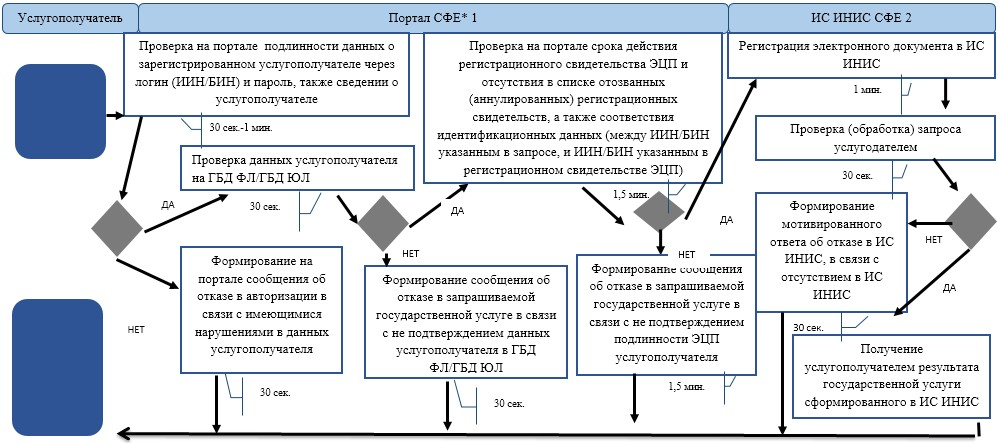 Услугополучатель
Портал СФЕ* 1
ИС ИНИС СФЕ 2
Проверка на портале подлинности данных о
зарегистрированном услугополучателе через
логин (ИИН/БИН) и пароль, также сведении о
услугополучателе
30 сек.-1 мин.
Проверка данных услугополучателя
на ГБД ФЛ/ГБД ЮЛ
30 сек.
ДА
Проверка на портале срока действия
регистрационного свидетельства ЭЦП и
отсутствия в списке отозванных
(аннулированных) регистрационных
свидетельств, а также соответствия
идентификационных данных (между ИИН/БИН
указанным в запросе, и ИИН/БИН указанным в
регистрационном свидетельстве ЭЦП)
1,5 мин.
ДА
Регистрация электронного документа в ИС
ИНИС
1 мин.
Проверка (обработка) запроса
услугодателем
30 сек.
ДА
НЕТ
Формирование на
портале сообщения об
отказе в авторизации в
связи с имеющимися
нарушениями в данных
услугополучателя
30 сек.
НЕТ
Формирование сообщения об
отказе в запрашиваемой
государственной услуге в связи
с не подтверждением данных
услугополучателя в ГБД
ФЛ/ГБД ЮЛ
30 сек.
НЕТ
Формирование сообщения об
отказе в запрашиваемой
государственной услуге в
связи с не подтверждением
подлинности ЭЦП
услугополучателя
1,5 мин.
Формирование
мотивированного
ответа об отказе в ИС
ИНИС, в связи с
отсутствием в ИС
ИНИС
НЕТ
30 сек.
ДА
Получение
услугополучателем результата
государственной услуги
сформированного в ИС ИНИС